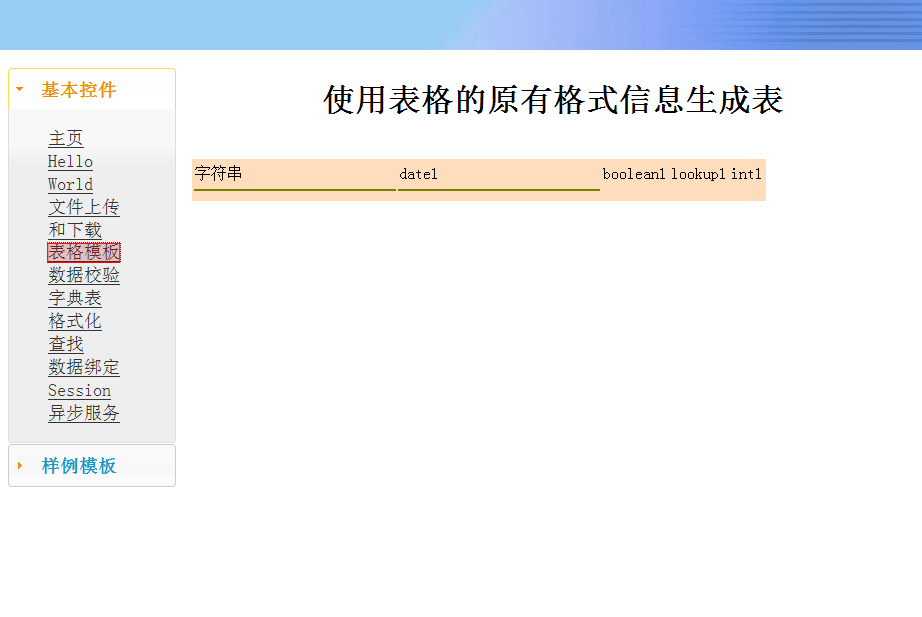 基本控件
主页
Hello
World
文件上传
和下载
表格模板
数据校验
字典表
格式化
查找
数据绑定
Session
异步服务
样例模板
使用表格的原有格式信息生成表
字符串 date1 boolean1 lookup1 int1